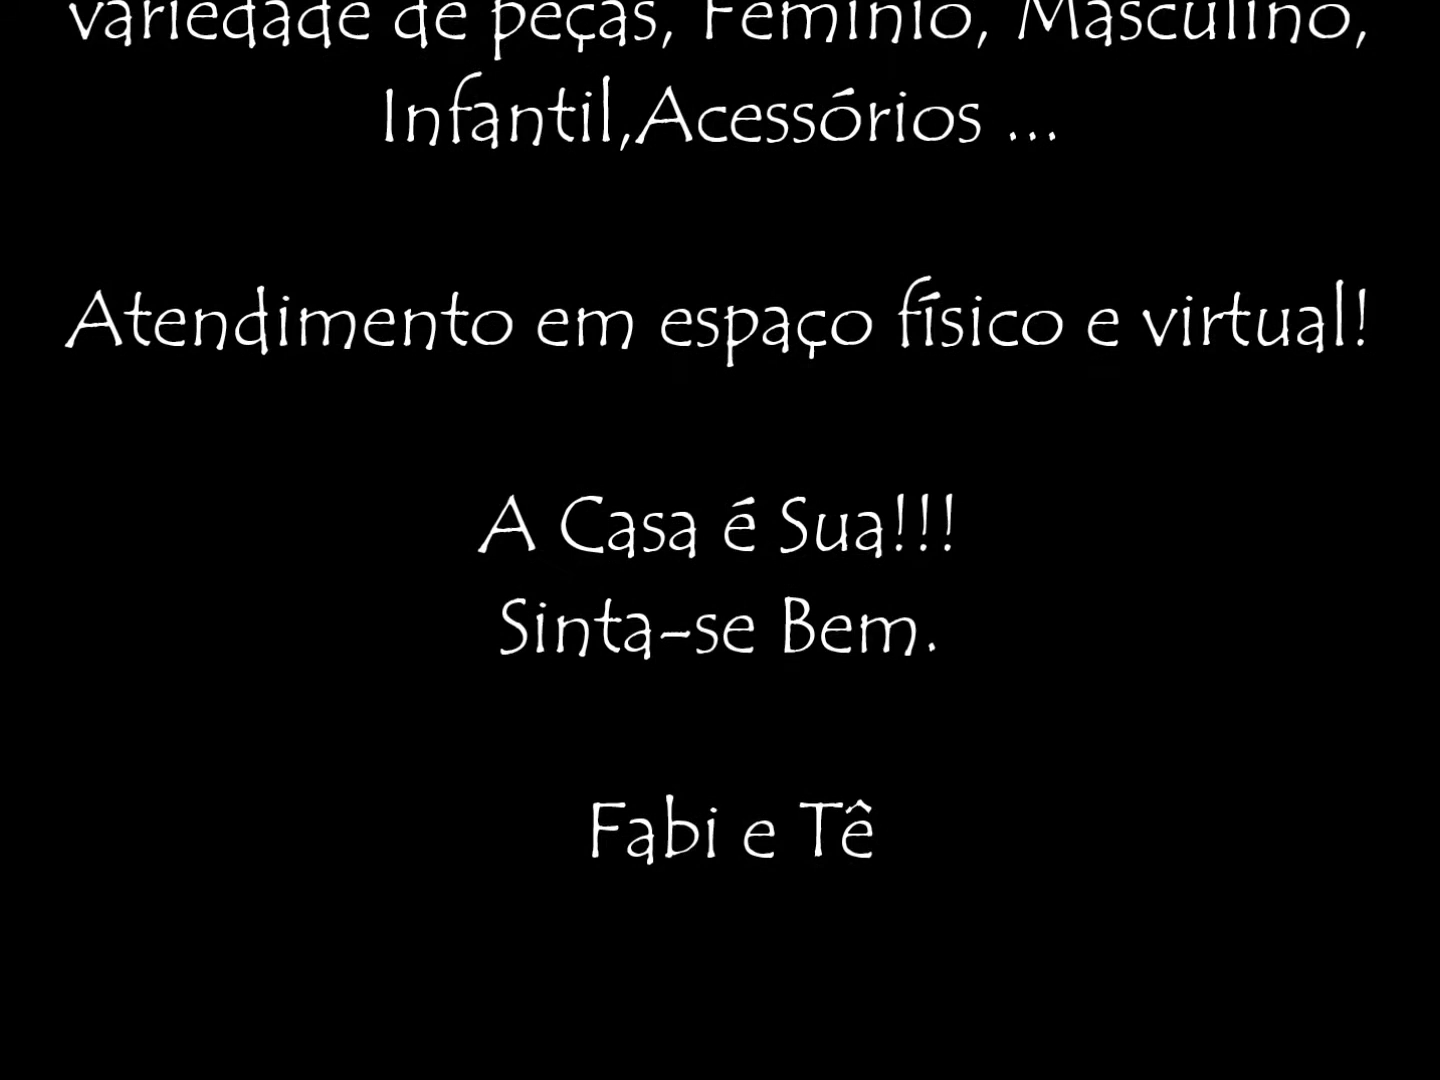 variedade de peças, Feminio, Masculino,
Infantil,Acessórios ...
Atendimento em espaço físico e virtual!
A Casa é Sua!!!
Sinta-se Bem.
Fabi e Tê